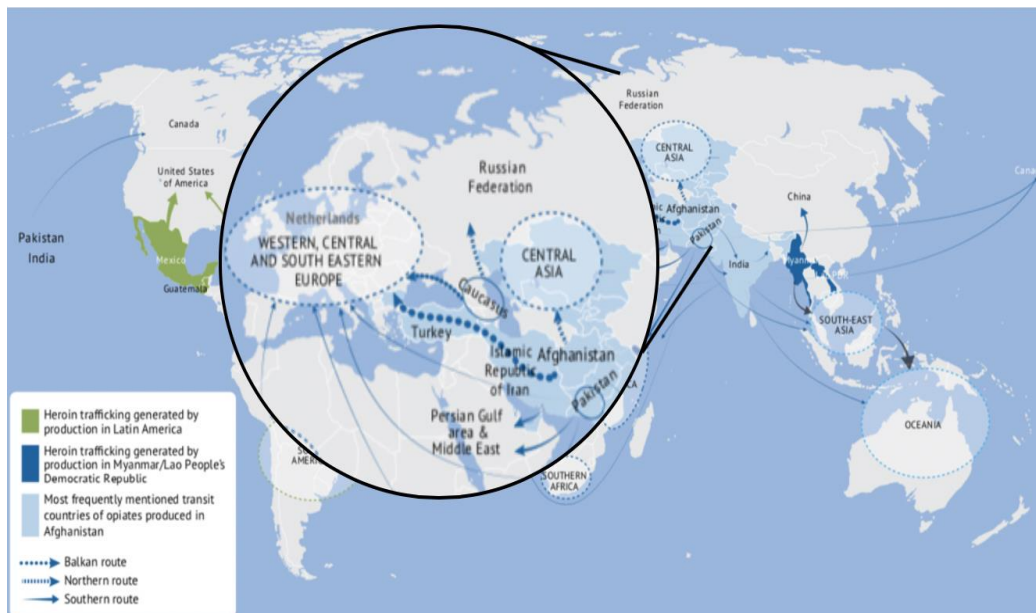 Russian
Federation
Canada
CENTRAL
ASIA
United States
of America
Russian
Federation
China
Afghanistan
Pakistan
Netherlands
WESTERN, CENTRAL
AND SOUTH EASTERN
EUROPE
CENTRAL
ASIA
Pakistan
India
Mexico
Guatemala
India
Caucasus
SOUTH-EAST
ASIA
Turkey
Islamic
Republic
of Iran
Afghanistan
Pakistan
Persian Gulf
area &
Middle East
OCEANIA
SOUTHERN
AFRICA
Heroin trafficking generated by
production in Latin America
Heroin trafficking generated by
production in Myanmar/Lao People's
Democratic Republic
Most frequently mentioned transit
countries of opiates produced in
Afghanistan
Balkan route
Northern route
Southern route